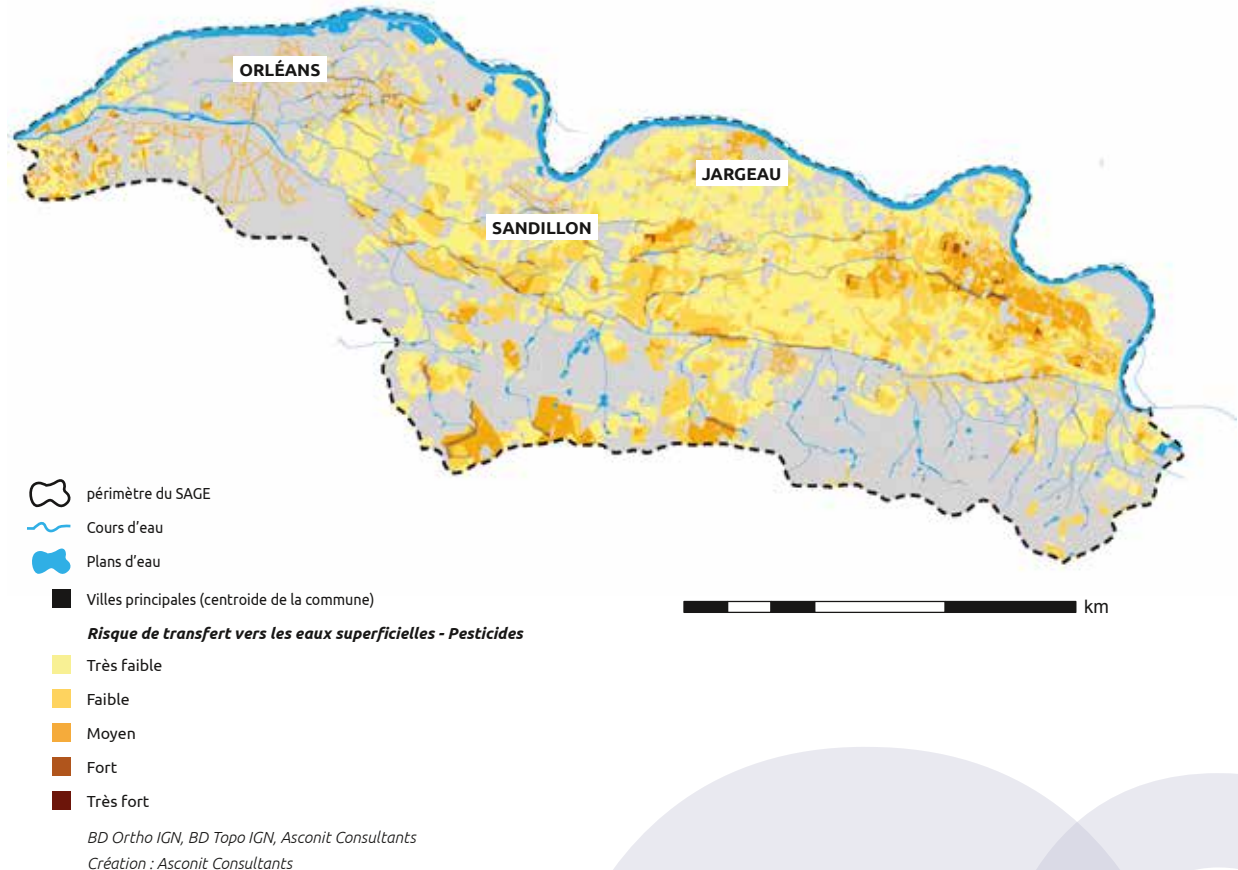 ORLÉANS
JARGEAU
SANDILLON
périmètre du SAGE
Cours d'eau
Plans d'eau
Villes principales (centroide de la commune)
km
Risque de transfert vers les eaux superficielles - Pesticides
Très faible
Faible
Moyen
Fort
Très fort
BD Ortho IGN, BD Topo IGN, Asconit Consultants
Création : Asconit Consultants